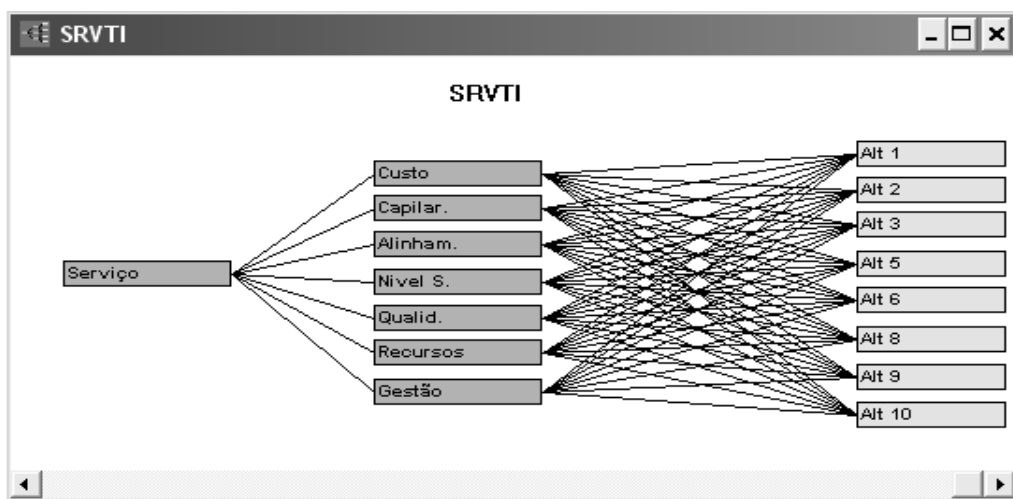 SRVTI
SRVTI
Serviço
Custo
Capilar.
Alinham.
Nivel S.
Qualid.
Recursos
Gestão
Alt 1
Alt 2
Alt 3
Alt 5
Alt 6
Alt 8
Alt 9
Alt 10